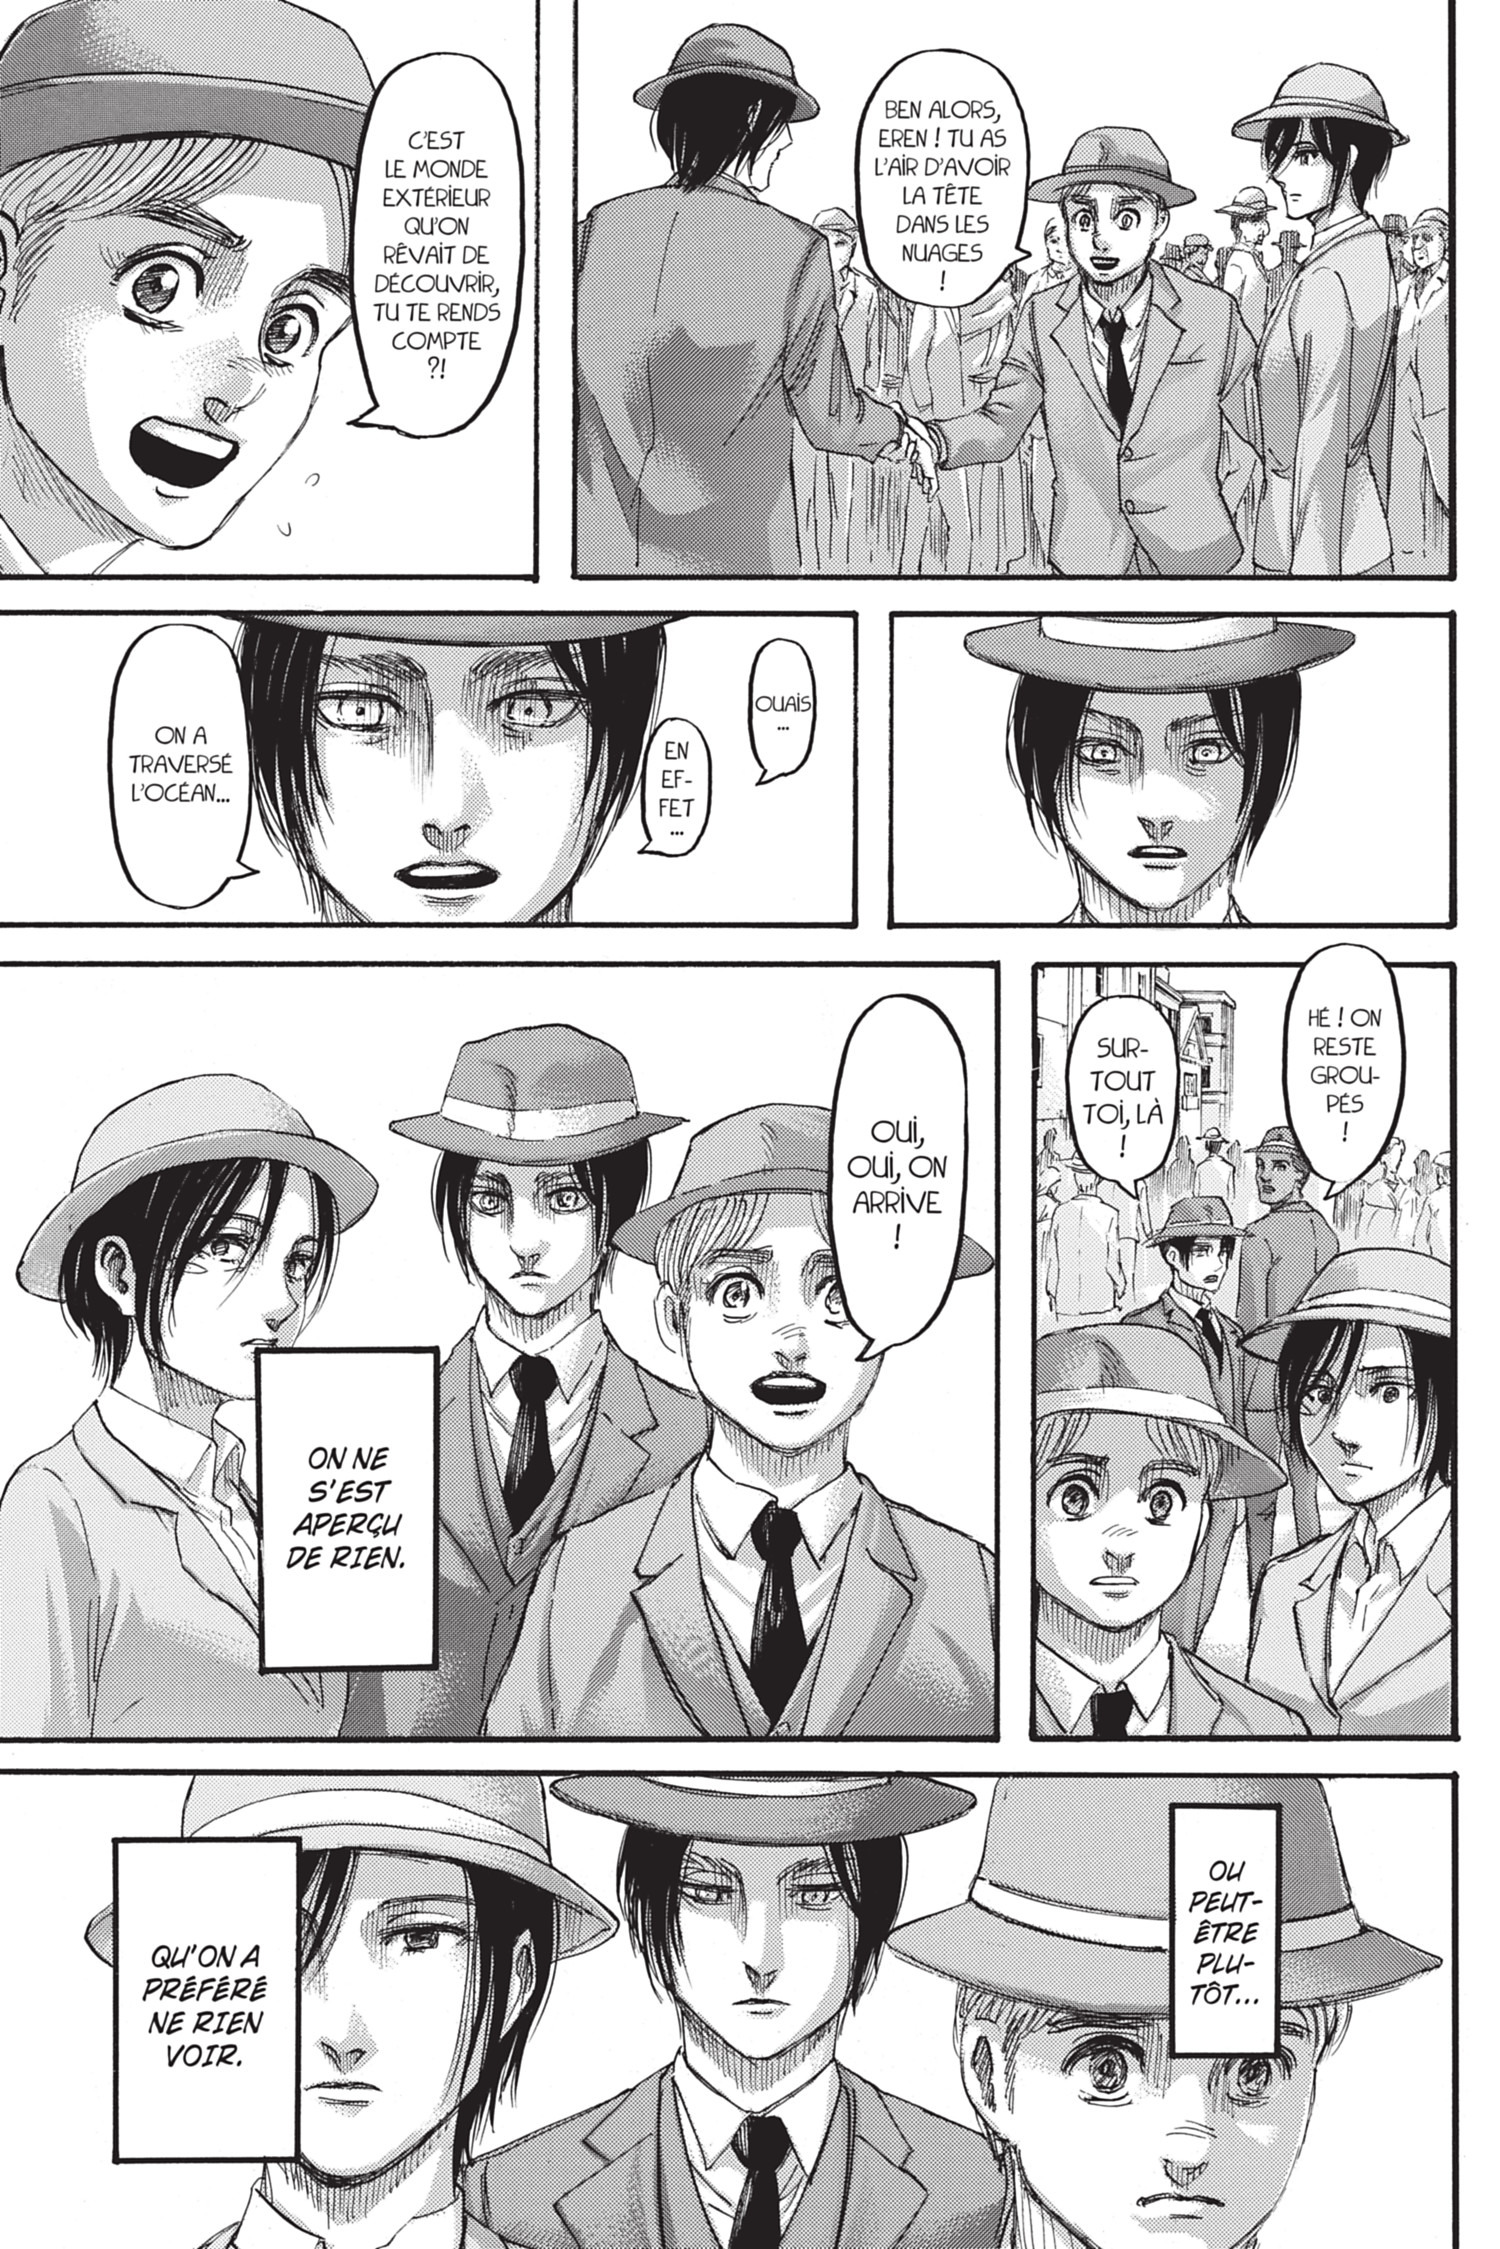 BEN ALORS,
EREN ! TU AS
L'AIR D'AVOIR
LA TÊTE
DANS LES
NUAGES
!
C'EST
LE MONDE
EXTÉRIEUR
QU'ON
RÊVAIT DE
DÉCOUVRIR,
TU TE RENDS
COMPTE
?!
OUAIS
...
EN
EF-
FET
...
ON A
TRAVERSÉ
L'OCÉAN...
HÉ ! ON
RESTE
GROU-
PÉS
!
SUR-
TOUT
TOI, LÀ
!
OUI,
OUI, ON
ARRIVE
!
ON NE
S'EST
APERÇU
DE RIEN.
OU
PEUT-
ÊTRE
PLU-
TÔT...
QU'ON A
PRÉFÉRÉ
NE RIEN
VOIR.